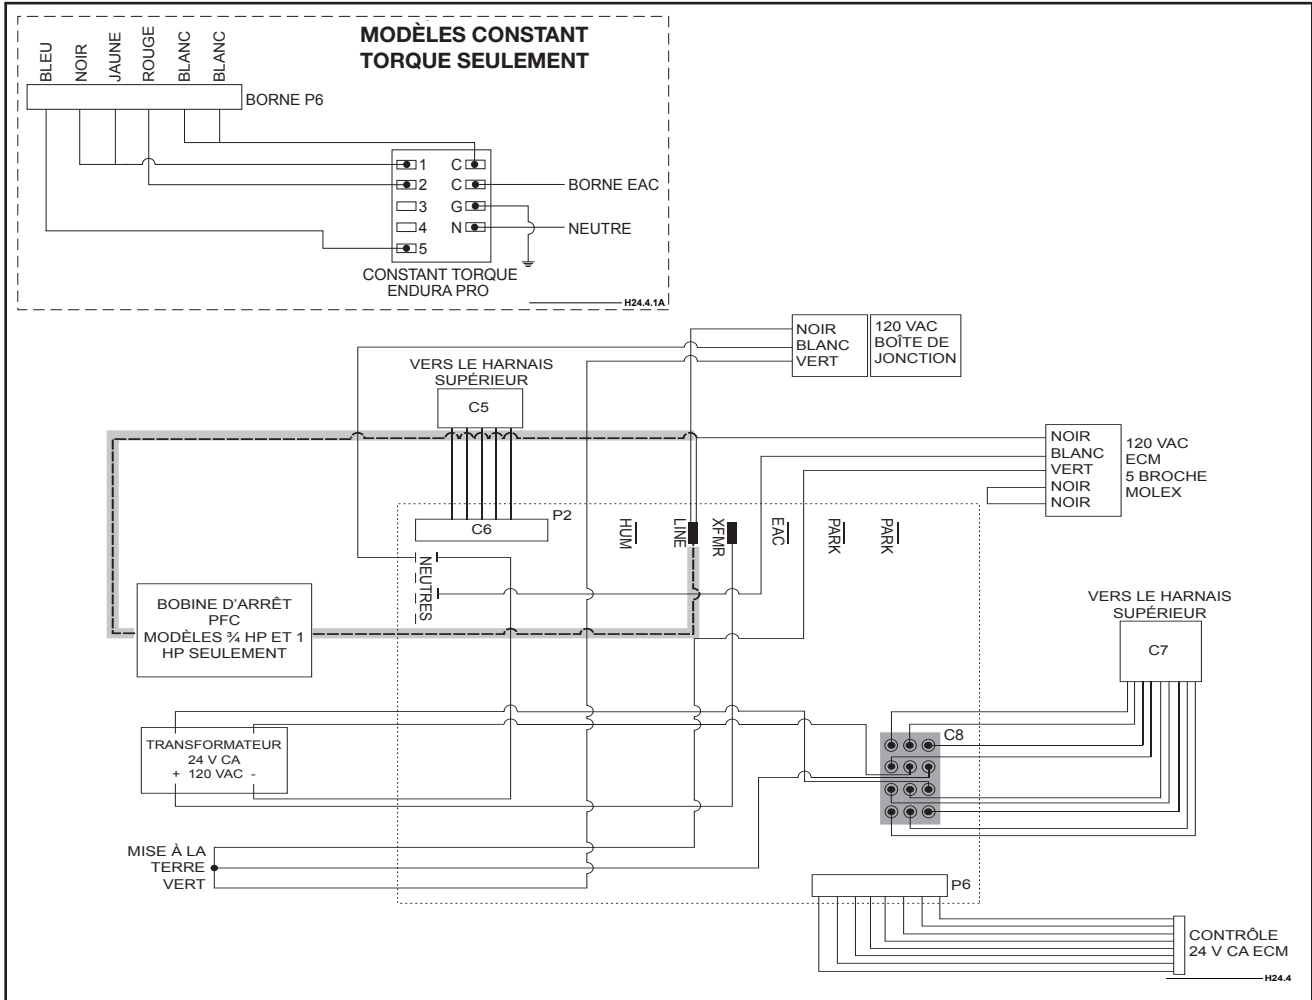 MODÈLES CONSTANT
TORQUE SEULEMENT
BLEU
NOIR
JAUNE
ROUGE
BLANC
BLANC
BORNE P6
1 C
2 C
BORNE EAC
3 G
4 N
NEUTRE
5
CONSTANT TORQUE
ENDURA PRO
H24.4.1A
NOIR
BLANC
VERT
120 VAC
BOÎTE DE
JONCTION
VERS LE HARNAIS
SUPÉRIEUR
C5
NOIR
BLANC
VERT
NOIR
NOIR
120 VAC
ECM
5 BROCHE
MOLEX
P2
C6
HUM
LINE
XFMR
EAC
PARK
PARK
NEUTRES
BOBINE D'ARRÊT
PFC
MODÈLES ¾ HP ET 1
HP SEULEMENT
VERS LE HARNAIS
SUPÉRIEUR
C7
C8
TRANSFORMATEUR
24 V CA
+ 120 VAC -
MISE À LA
TERRE
VERT
P6
CONTRÔLE
24 V CA ECM
H24.4